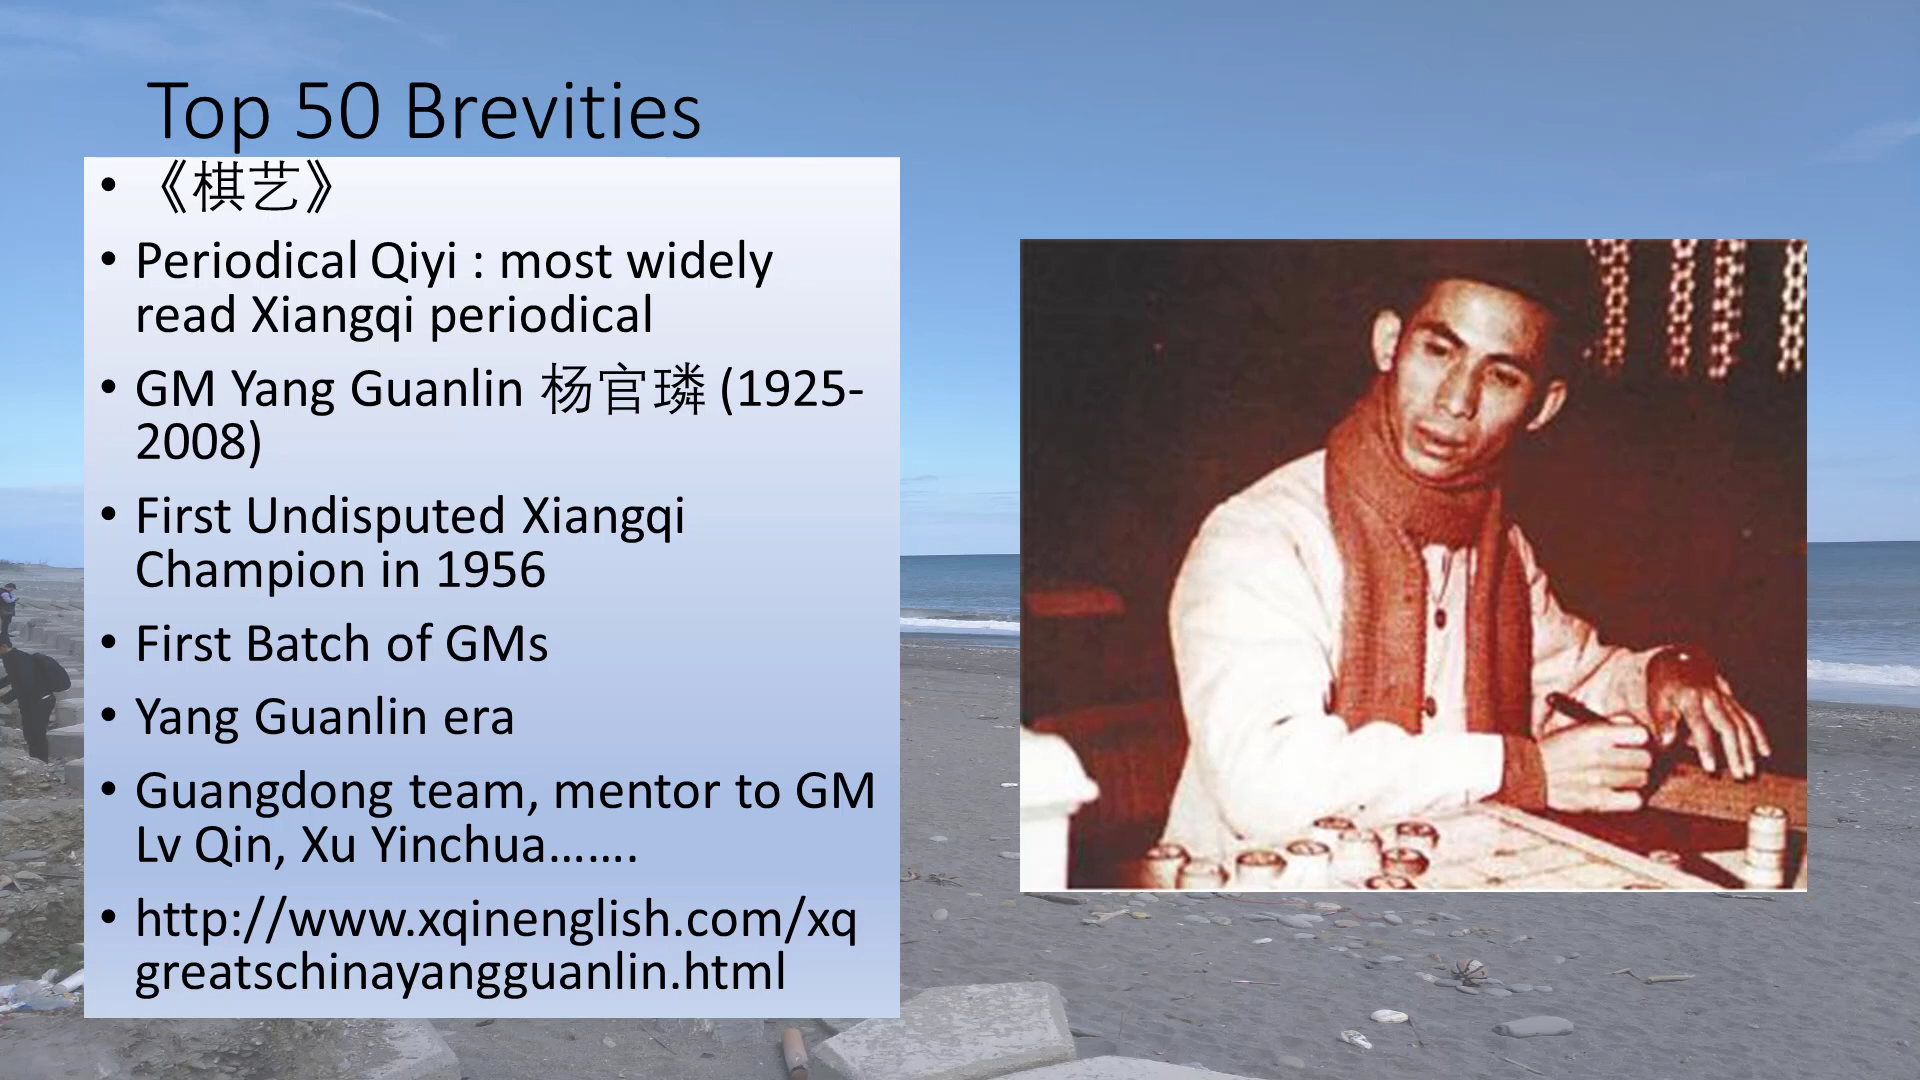 Top 50 Brevities
• 《棋艺》
• Periodical Qiyi : most widely
read Xiangqi periodical
• GM Yang Guanlin 杨官璘 (1925-
2008)
• First Undisputed Xiangqi
Champion in 1956
• First Batch of GMs
• Yang Guanlin era
• Guangdong team, mentor to GM
Lv Qin, Xu Yinchua.......
• http://www.xqinenglish.com/xq
greatschinayangguanlin.html